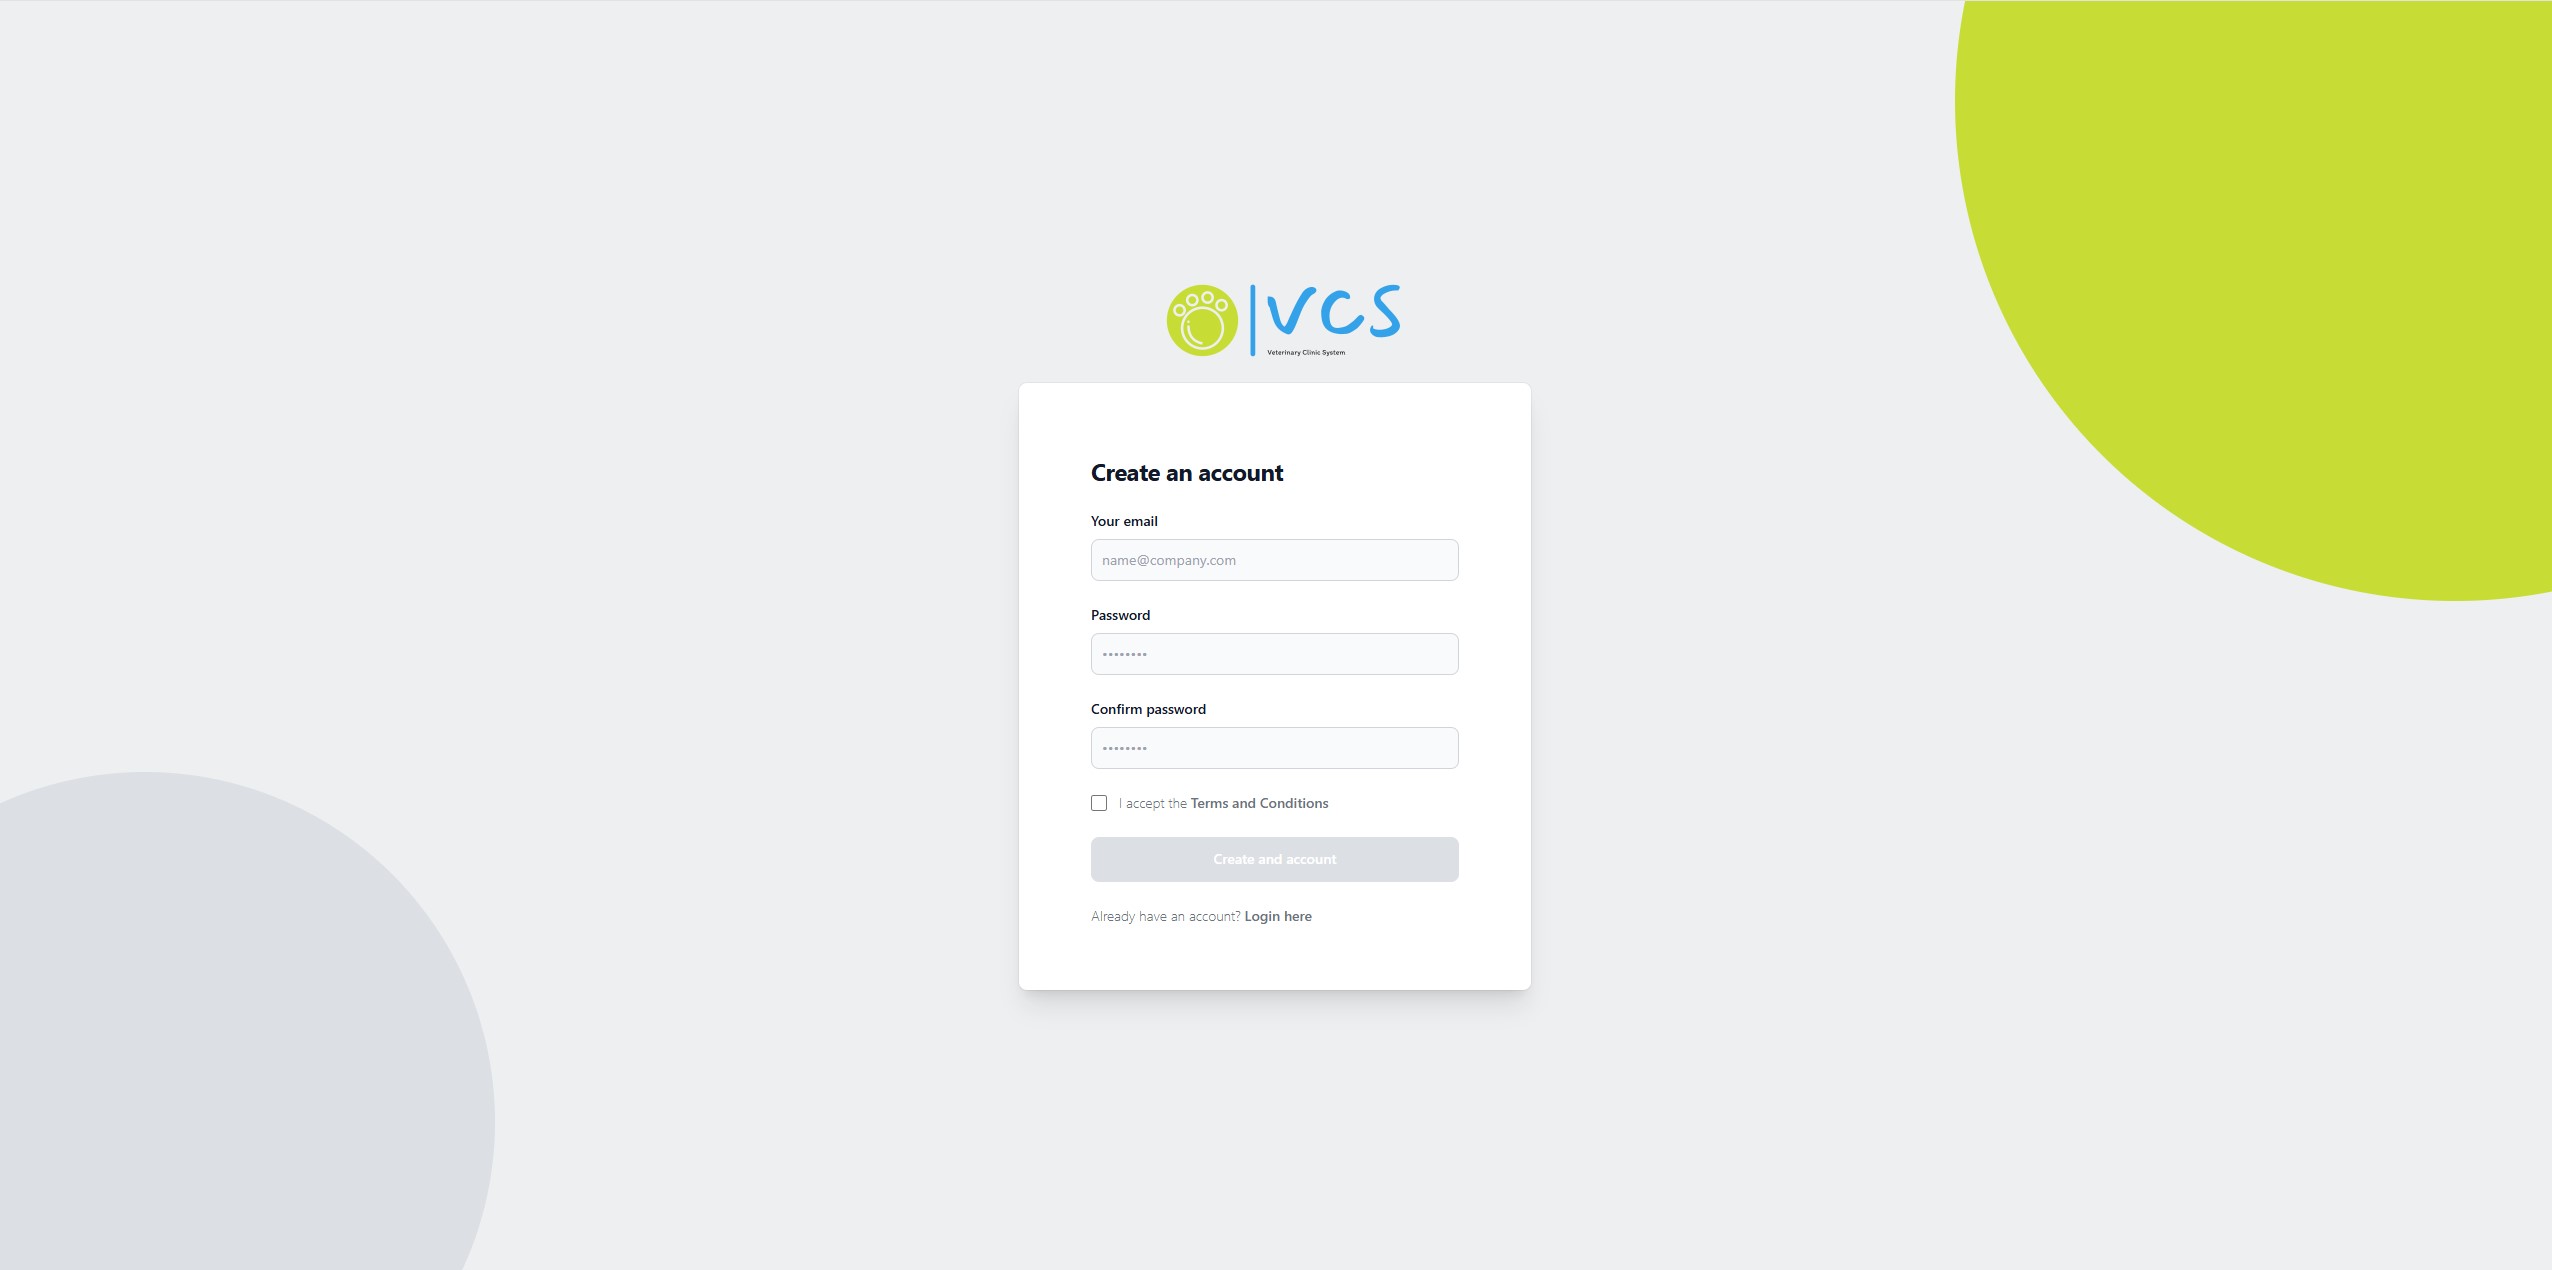 vcs
Veterinary Clinic System
Create an account
Your email
name@company.com
Password
••••••••
Confirm password
••••••••
I accept the Terms and Conditions
Create and account
Already have an account? Login here